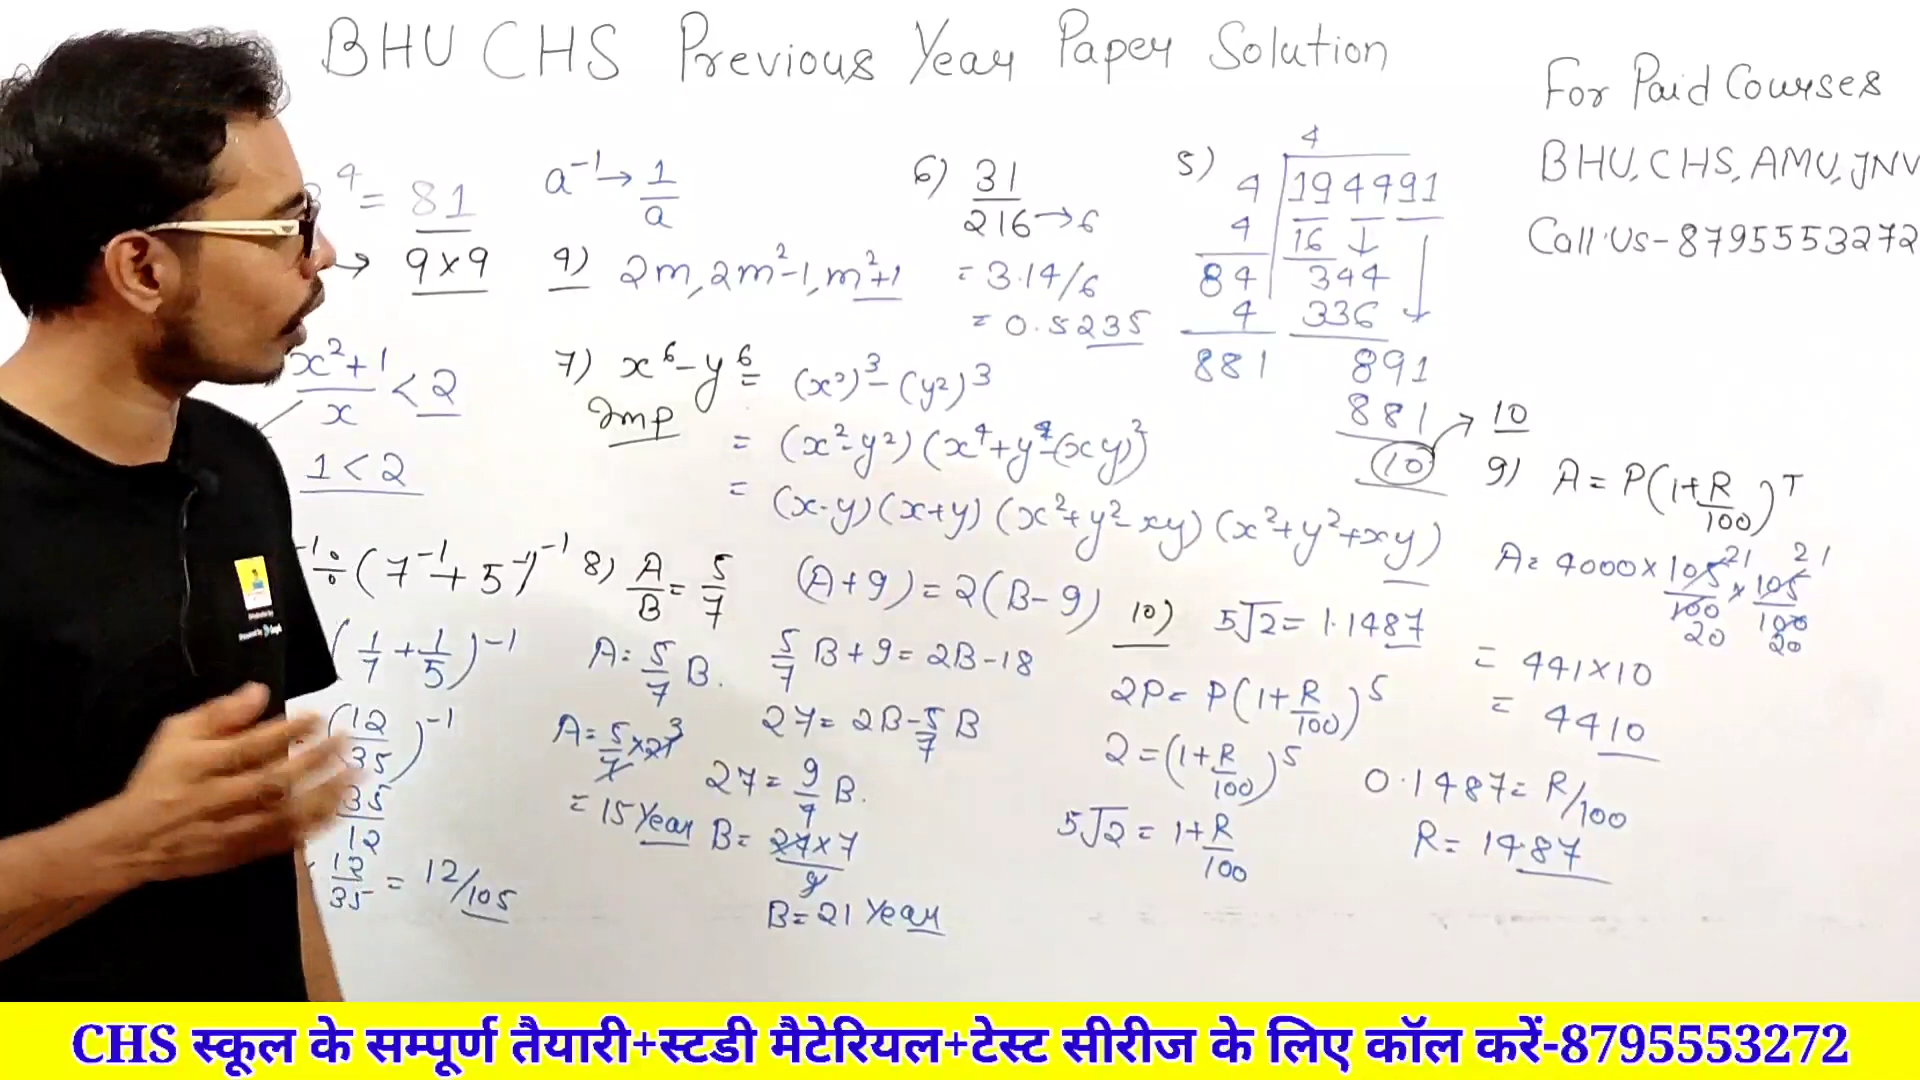 BHU CHS Previous Year Paper Solution
For Paid Courses
BHU, CHS, AMU, JNV
Call Us-8795553272
4 = 81
→ 9×9
a⁻¹ → 1/a
4) 2m, 2m²-1, m²+1
x²+1/x < 2
1 < 2
6) 31/216 → 6
= 3.14/6
= 0.5235
5) 4
4 | 194491
4 | 16
84 | 344
4 | 336
881 | 891
881
10 → 10
7) x⁶-y⁶ = (x²)³-(y²)³
Imp
= (x²-y²)(x⁴+y⁴-(xy)²
= (x-y)(x+y)(x²+y²-xy)(x²+y²+xy)
⁻¹÷(7⁻¹+5⁻¹)⁻¹
(1/7+1/5)⁻¹
(12/35)⁻¹
35/12
12/35 = 12/105
8) A/B = 5/7 (A+9)=2(B-9)
A=5/7 B. 5/7 B+9=2B-18
27=2B-5/7 B
A=5/7×27 3
27=9/7 B.
= 15 Year B=27×7/9
B=21 Year
9) A=P(1+R/100)ᵀ
A=4000×105/100×105/100
21 21
20 20
= 441×10
= 4410
10) 5√2=1.1487
2P=P(1+R/100)⁵
2=(1+R/100)⁵
5√2=1+R/100
0.1487=R/100
R=14.87
CHS स्कूल के सम्पूर्ण तैयारी+स्टडी मैटेरियल+टेस्ट सीरीज के लिए कॉल करें-8795553272